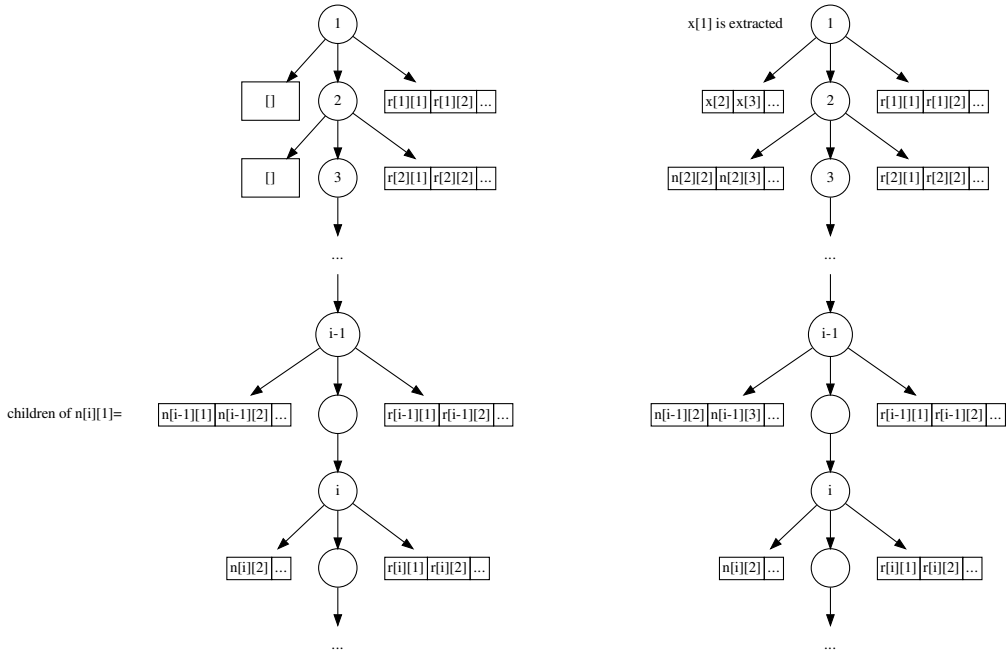 1
[]
2
r[1][1] r[1][2] ...
[]
3
r[2][1] r[2][2] ...
...
i-1
children of n[i][1]=
n[i-1][1] n[i-1][2] ...
r[i-1][1] r[i-1][2] ...
i
n[i][2] ...
r[i][1] r[i][2] ...
...
x[1] is extracted
1
x[2] x[3] ...
2
r[1][1] r[1][2] ...
n[2][2] n[2][3] ...
3
r[2][1] r[2][2] ...
...
i-1
n[i-1][2] n[i-1][3] ...
r[i-1][1] r[i-1][2] ...
i
n[i][2] ...
r[i][1] r[i][2] ...
...